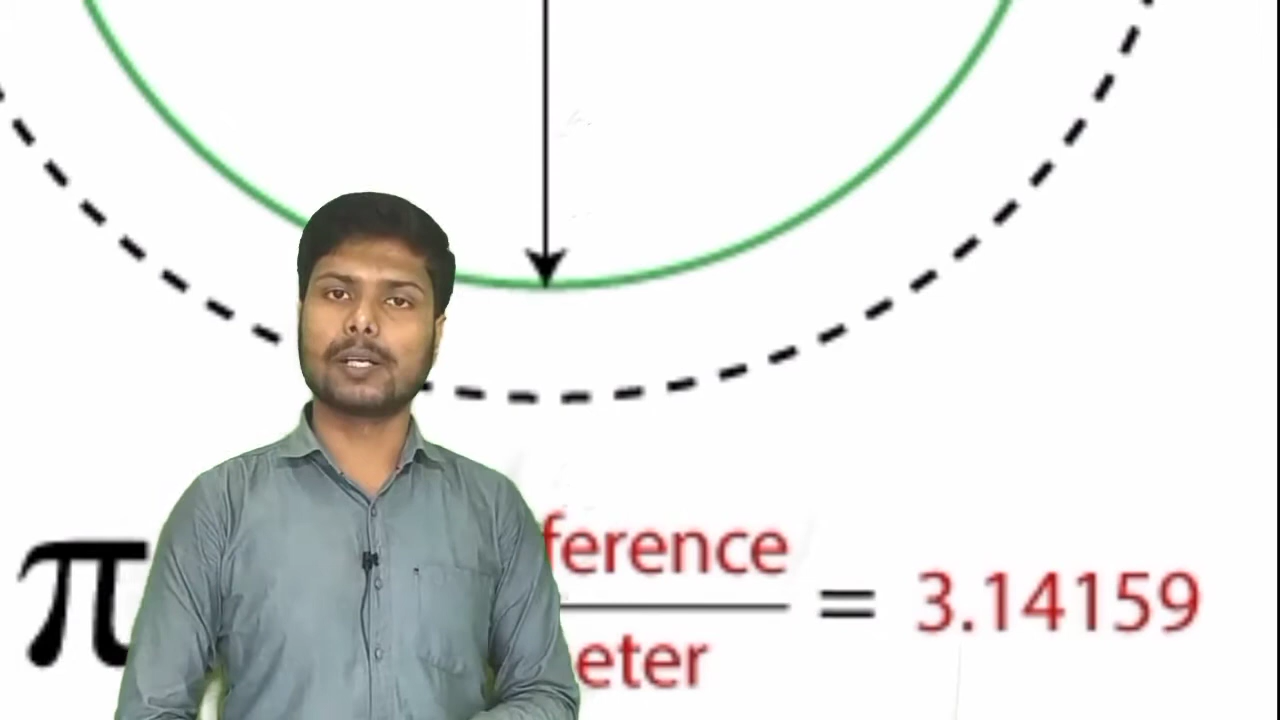 π ference
eter = 3.14159